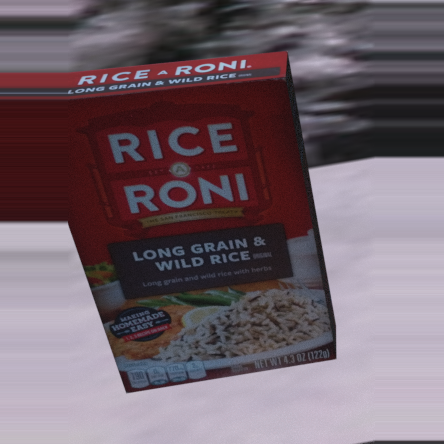 RICE A RONI
LONG GRAIN & WILD RICE
RICE
A
RONI
THE SAN FRANCISCO TREAT
LONG GRAIN &
WILD RICE
Long grain and wild rice with herbs
MAKING
HOMEMADE
EASY
NET WT 4.3 OZ (122g)